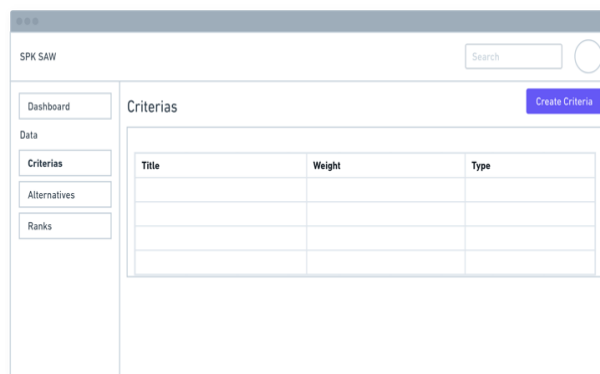 SPK SAW
Search
Dashboard
Data
Criterias
Alternatives
Ranks
Criterias
Create Criteria
Title Weight Type